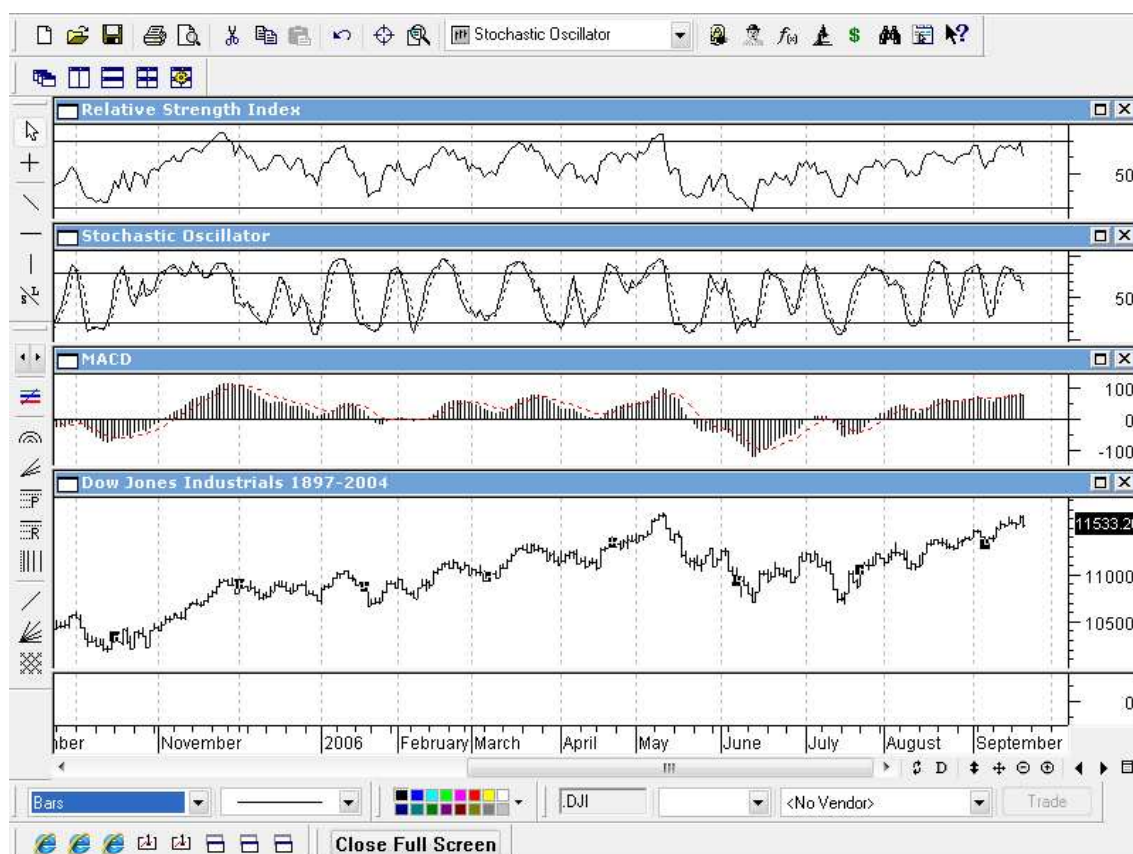 Stochastic Oscillator
Relative Strength Index
50
Stochastic Oscillator
50
MACD
100
0
-100
Dow Jones Industrials 1897-2004
11533.20
11000
10500
0
nber November 2006 February March April May June July August September
D
Bars .DJI <No Vendor> Trade
Close Full Screen